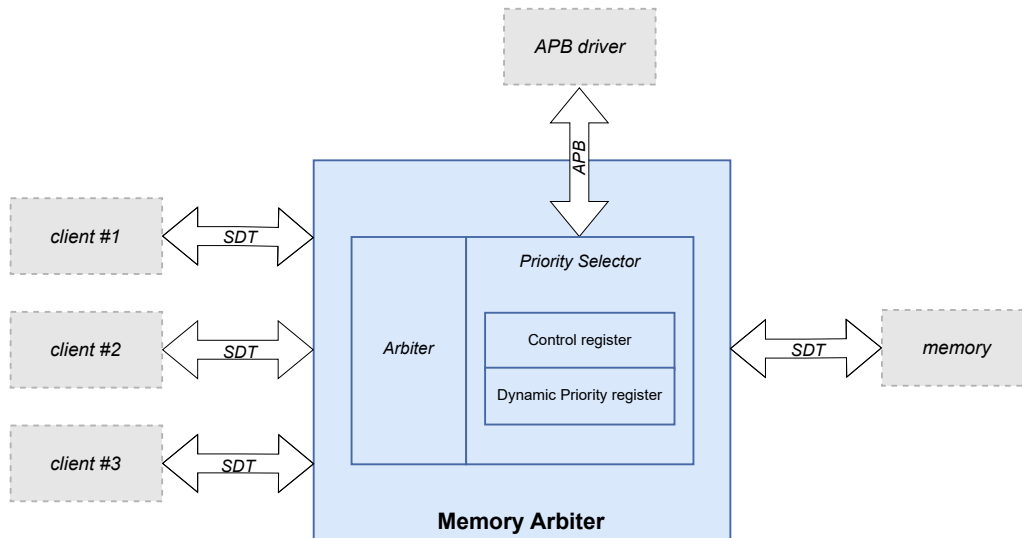 APB driver
APB
client #1
SDT
Priority Selector
client #2
SDT
Arbiter
Control register
Dynamic Priority register
SDT
memory
client #3
SDT
Memory Arbiter